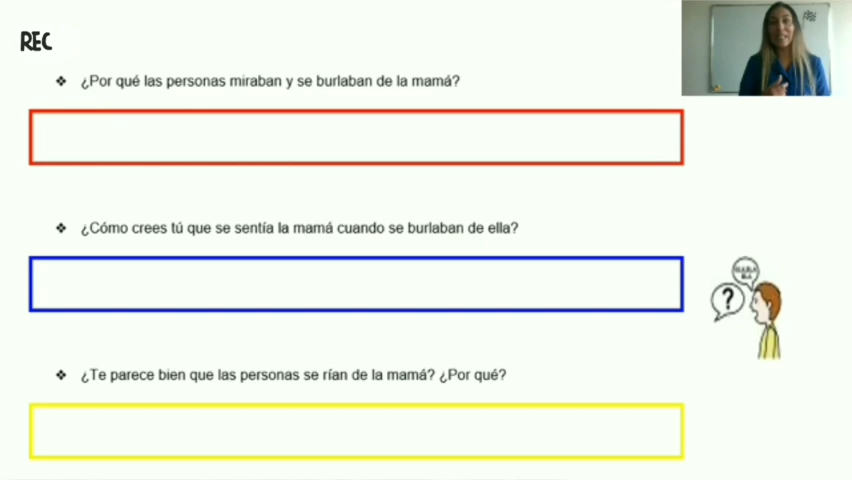 REC
¿Por qué las personas miraban y se burlaban de la mamá?
¿Cómo crees tú que se sentía la mamá cuando se burlaban de ella?
?
¿Te parece bien que las personas se rían de la mamá? ¿Por qué?